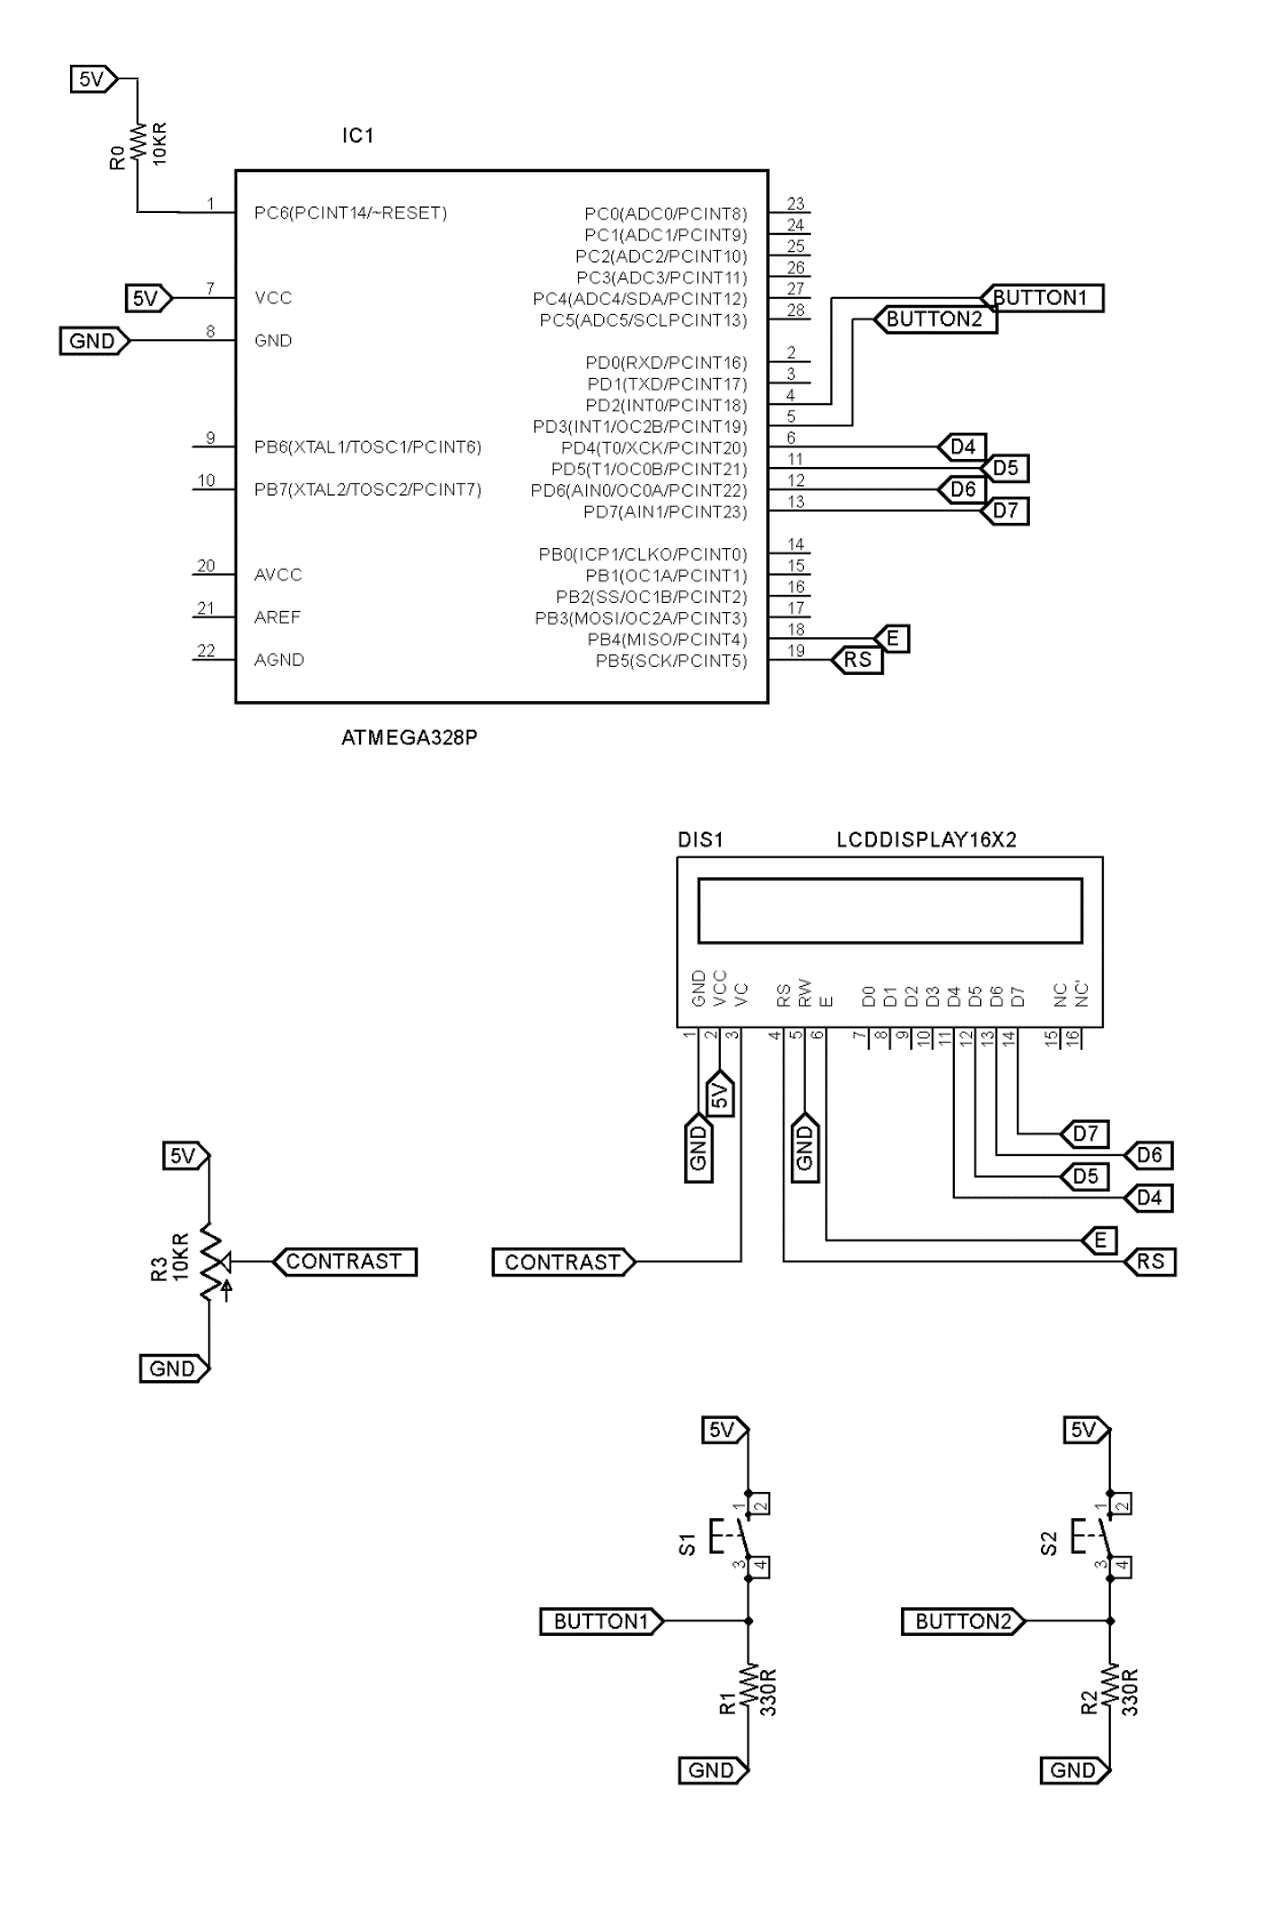 5V
R0
10KR
IC1
1
PC6(PCINT14/~RESET)
5V
7
VCC
GND
8
GND
9
PB6(XTAL1/TOSC1/PCINT6)
10
PB7(XTAL2/TOSC2/PCINT7)
20
AVCC
21
AREF
22
AGND
PC0(ADC0/PCINT8)
23
PC1(ADC1/PCINT9)
24
PC2(ADC2/PCINT10)
25
PC3(ADC3/PCINT11)
26
PC4(ADC4/SDA/PCINT12)
27
PC5(ADC5/SCLPCINT13)
28
BUTTON1
BUTTON2
PD0(RXD/PCINT16)
2
PD1(TXD/PCINT17)
3
PD2(INT0/PCINT18)
4
PD3(INT1/OC2B/PCINT19)
5
PD4(T0/XCK/PCINT20)
6
D4
PD5(T1/OC0B/PCINT21)
11
D5
PD6(AIN0/OC0A/PCINT22)
12
D6
PD7(AIN1/PCINT23)
13
D7
PB0(ICP1/CLKO/PCINT0)
14
PB1(OC1A/PCINT1)
15
PB2(SS/OC1B/PCINT2)
16
PB3(MOSI/OC2A/PCINT3)
17
PB4(MISO/PCINT4)
18
E
PB5(SCK/PCINT5)
19
RS
ATMEGA328P
DIS1
LCDDISPLAY16X2
GND
VCC
VC
RS
RW
E
D0
D1
D2
D3
D4
D5
D6
D7
NC
NC'
1
2
3
4
5
6
7
8
9
10
11
12
13
14
15
16
5V
GND
GND
D7
D6
D5
D4
E
RS
CONTRAST
5V
R3
10KR
CONTRAST
GND
5V
1
2
S1
3
4
BUTTON1
R1
330R
GND
5V
1
2
S2
3
4
BUTTON2
R2
330R
GND